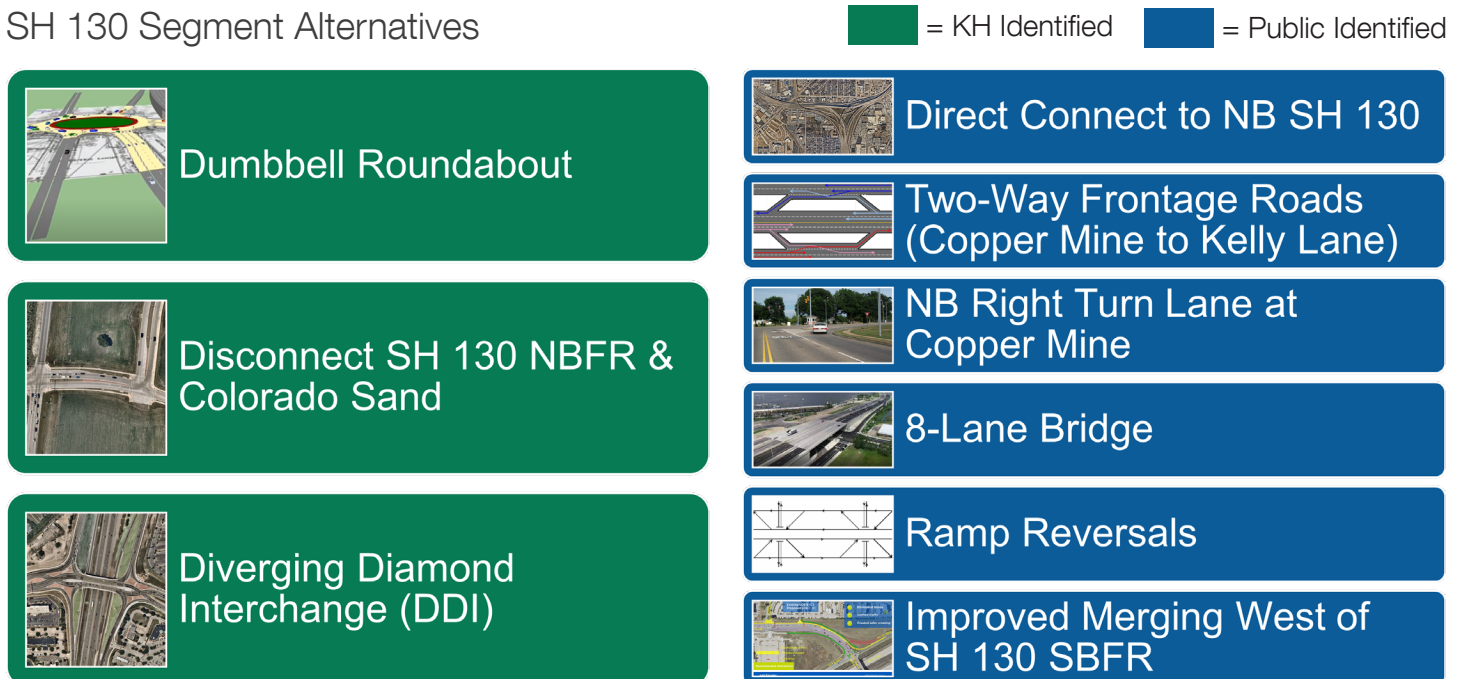 SH 130 Segment Alternatives
= KH Identified
= Public Identified
Dumbbell Roundabout
Disconnect SH 130 NBFR &
Colorado Sand
Diverging Diamond
Interchange (DDI)
Direct Connect to NB SH 130
Two-Way Frontage Roads
(Copper Mine to Kelly Lane)
NB Right Turn Lane at
Copper Mine
8-Lane Bridge
Ramp Reversals
Improved Merging West of
SH 130 SBFR